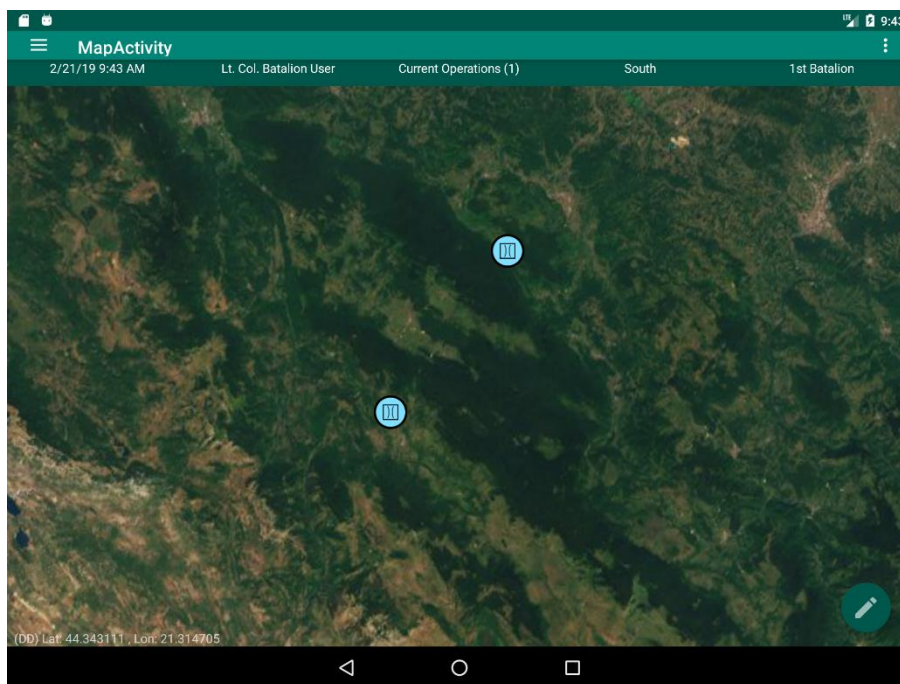 LTE 9:43
MapActivity
2/21/19 9:43 AM Lt. Col. Batalion User Current Operations (1) South 1st Batalion
(DD) Lat: 44.343111 , Lon: 21.314705